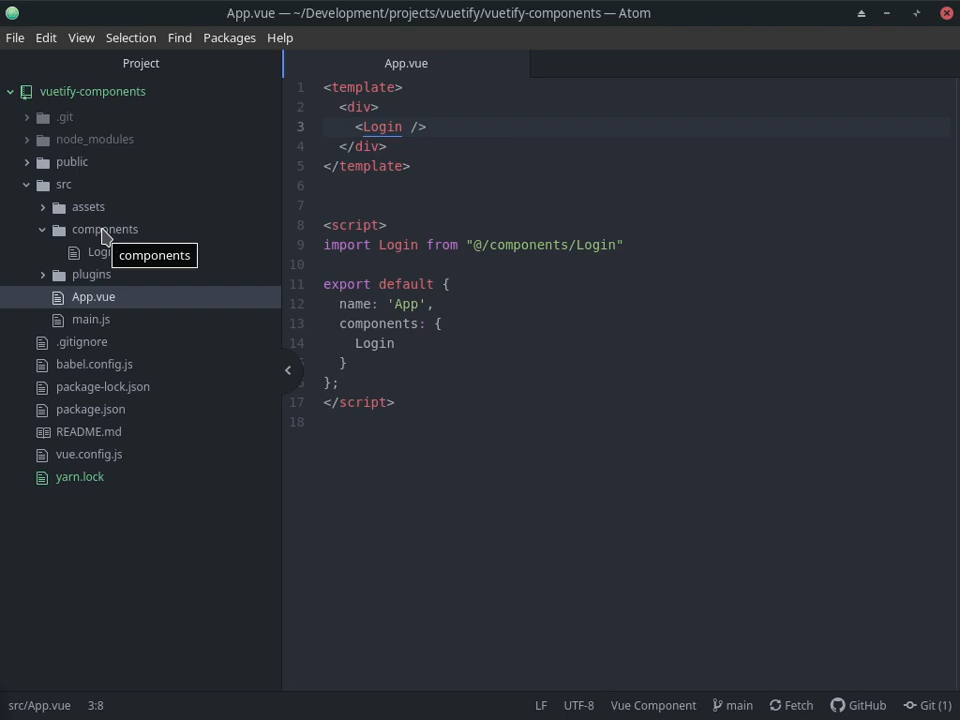 App.vue — ~/Development/projects/vuetify/vuetify-components — Atom
File Edit View Selection Find Packages Help
Project
App.vue
vuetify-components
.git
node_modules
public
src
assets
components
components
plugins
App.vue
main.js
.gitignore
babel.config.js
package-lock.json
package.json
README.md
vue.config.js
yarn.lock
1 <template>
2 <div>
3 <Login />
4 </div>
5 </template>
6
7
8 <script>
9 import Login from "@/components/Login"
10
11 export default {
12 name: 'App',
13 components: {
14 Login
}
};
17 </script>
18
src/App.vue 3:8 LF UTF-8 Vue Component main Fetch GitHub Git (1)